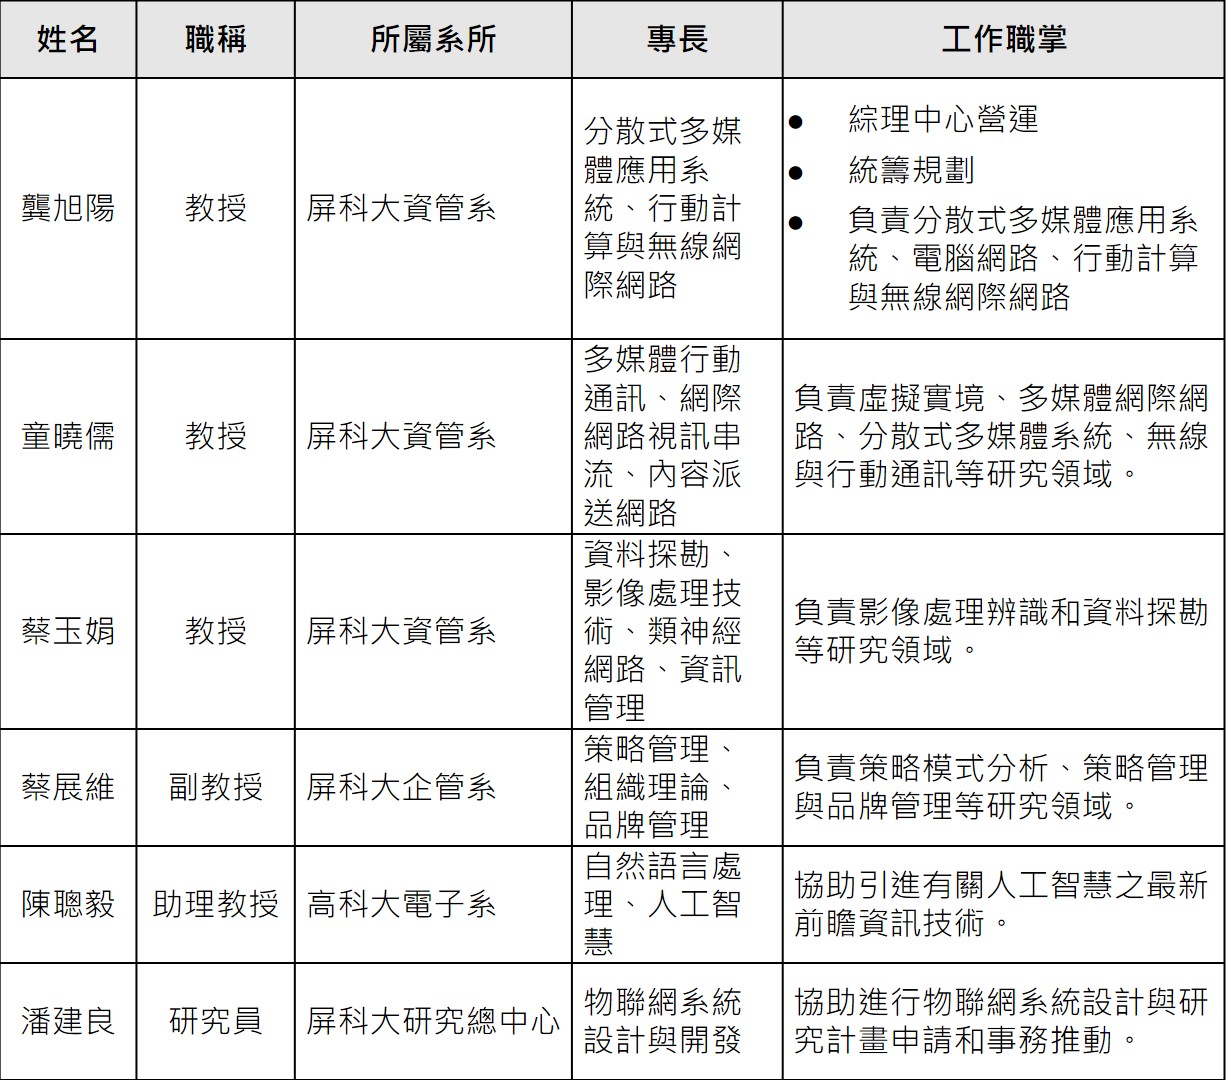 姓名 職稱 所屬系所 專長 工作職掌
龔旭陽
教授
屏科大資管系
分散式多媒
體應用系
統、行動計
算與無線網
際網路
● 綜理中心營運
● 統籌規劃
● 負責分散式多媒體應用系
統、電腦網路、行動計算
與無線網際網路
童曉儒
教授
屏科大資管系
多媒體行動
通訊、網際
網路視訊串
流、內容派
送網路
負責虛擬實境、多媒體網際網
路、分散式多媒體系統、無線
與行動通訊等研究領域。
蔡玉娟
教授
屏科大資管系
資料探勘、
影像處理技
術、類神經
網路、資訊
管理
負責影像處理辨識和資料探勘
等研究領域。
蔡展維
副教授
屏科大企管系
策略管理、
組織理論、
品牌管理
負責策略模式分析、策略管理
與品牌管理等研究領域。
陳聰毅
助理教授
高科大電子系
自然語言處
理、人工智
慧
協助引進有關人工智慧之最新
前瞻資訊技術。
潘建良
研究員
屏科大研究總中心
物聯網系統
設計與開發
協助進行物聯網系統設計與研
究計畫申請和事務推動。